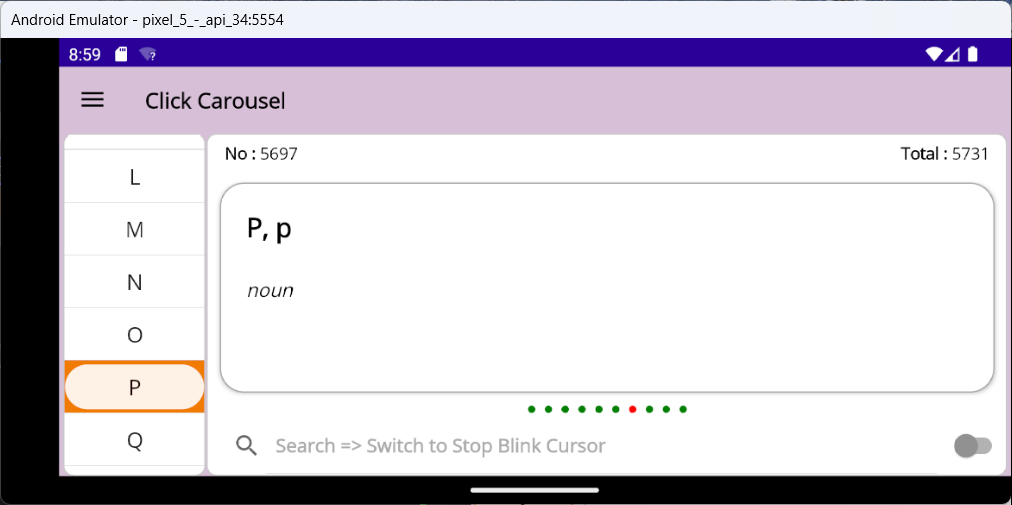 Android Emulator - pixel_5_-_api_34:5554
8:59
Click Carousel
L
M
N
O
P
Q
No : 5697
Total : 5731
P, p
noun
Search => Switch to Stop Blink Cursor